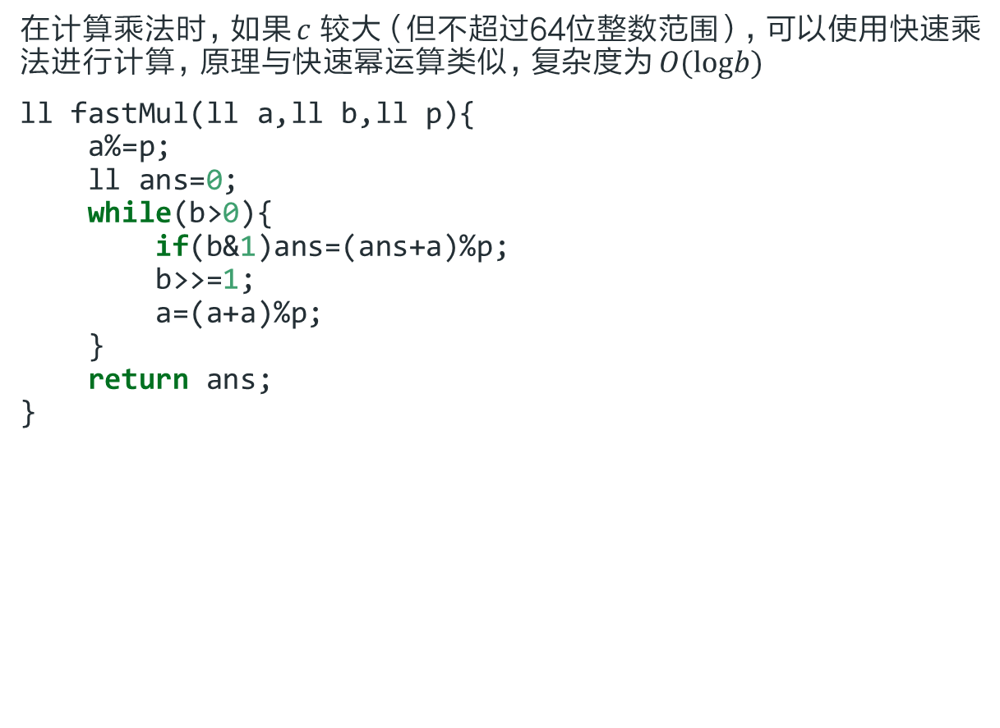 在计算乘法时，如果c 较大（但不超过64位整数范围），可以使用快速乘
法进行计算，原理与快速幂运算类似，复杂度为 O(logb)
ll fastMul(ll a,ll b,ll p){
    a%=p;
    ll ans=0;
    while(b>0){
        if(b&1)ans=(ans+a)%p;
        b>>=1;
        a=(a+a)%p;
    }
    return ans;
}